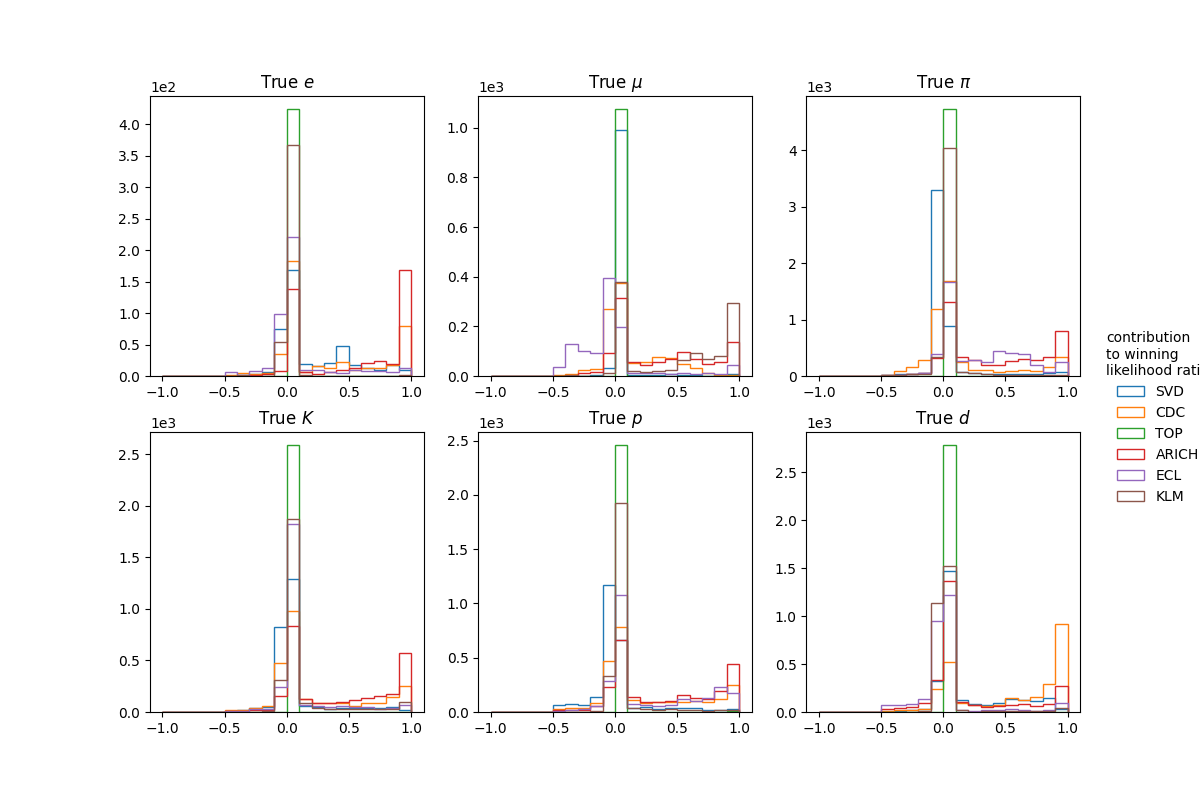 True e
1e2
4.0
3.5
3.0
2.5
2.0
1.5
1.0
0.5
0.0
−1.0 −0.5 0.0 0.5 1.0
True μ
1e3
1.0
0.8
0.6
0.4
0.2
0.0
−1.0 −0.5 0.0 0.5 1.0
True π
1e3
4
3
2
1
0
−1.0 −0.5 0.0 0.5 1.0
True K
1e3
2.5
2.0
1.5
1.0
0.5
0.0
−1.0 −0.5 0.0 0.5 1.0
True p
1e3
2.5
2.0
1.5
1.0
0.5
0.0
−1.0 −0.5 0.0 0.5 1.0
True d
1e3
2.5
2.0
1.5
1.0
0.5
0.0
−1.0 −0.5 0.0 0.5 1.0
contribution
to winning
likelihood rati
SVD
CDC
TOP
ARICH
ECL
KLM